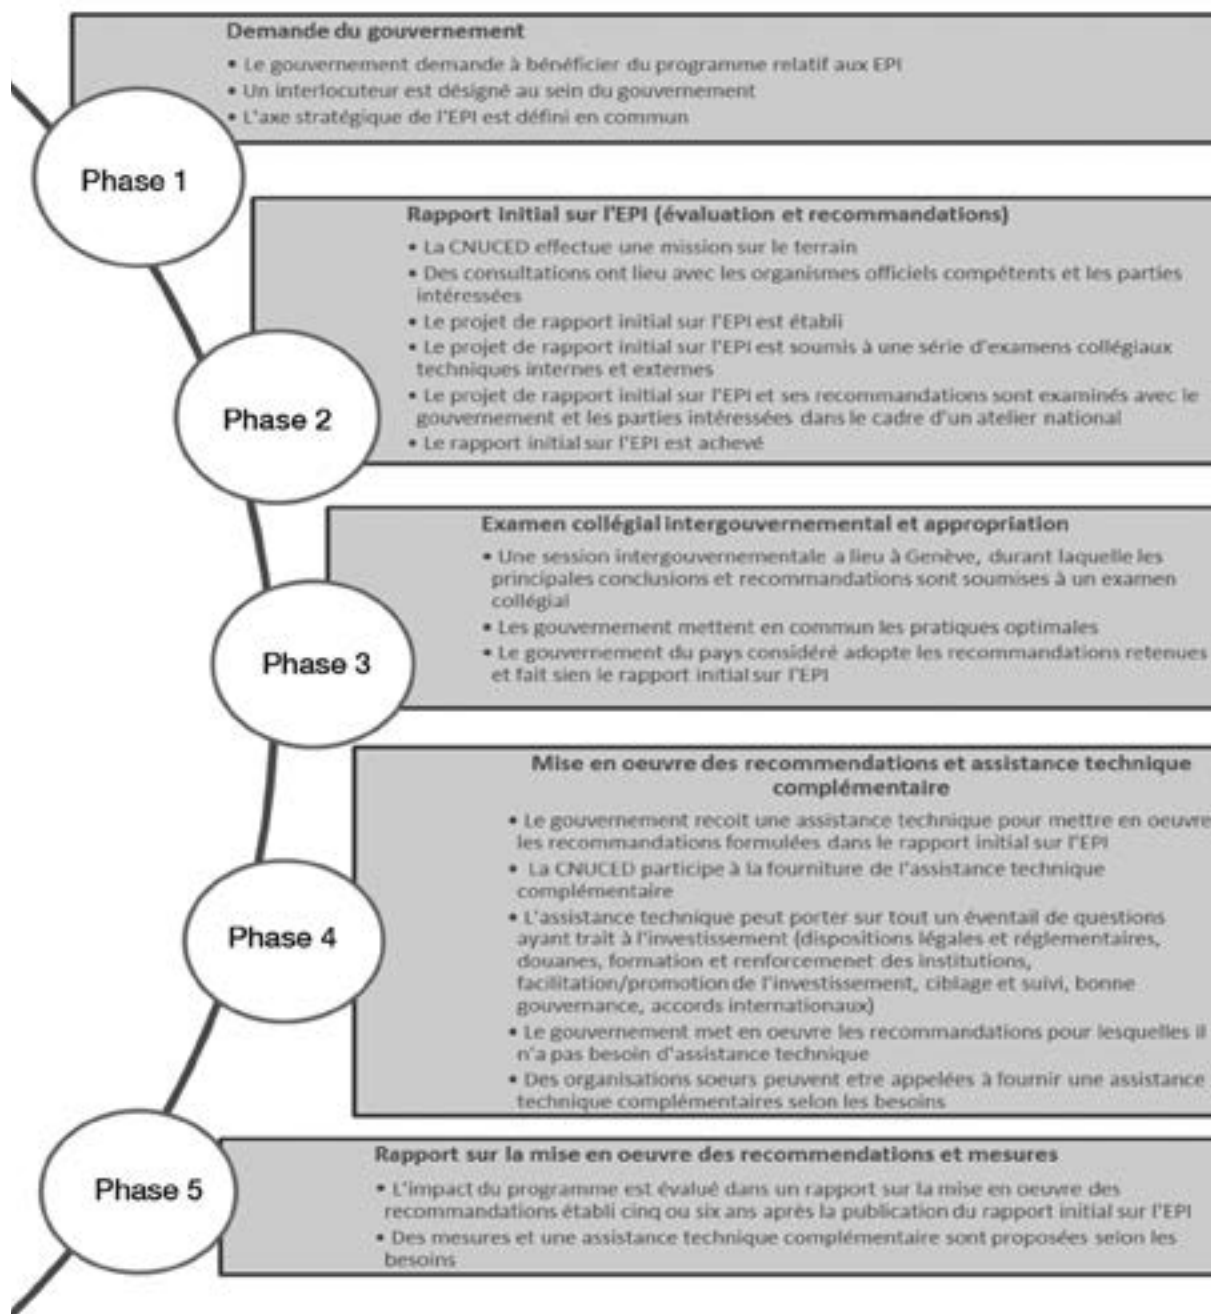 Demande du gouvernement
• Le gouvernement demande à bénéficier du programme relatif aux EPI
• Un interlocuteur est désigné au sein du gouvernement
• L'axe stratégique de l'EPI est défini en commun
Phase 1
Rapport initial sur l'EPI (évaluation et recommandations)
• La CNUCED effectue une mission sur le terrain
• Des consultations ont lieu avec les organismes officiels compétents et les parties
intéressées
• Le projet de rapport initial sur l'EPI est établi
• Le projet de rapport initial sur l'EPI est soumis à une série d'examens collégiaux
techniques internes et externes
• Le projet de rapport initial sur l'EPI et ses recommandations sont examinés avec le
gouvernement et les parties intéressées dans le cadre d'un atelier national
• Le rapport initial sur l'EPI est achevé
Phase 2
Examen collégial intergouvernemental et appropriation
• Une session intergouvernementale a lieu à Genève, durant laquelle les
principales conclusions et recommandations sont soumises à un examen
collégial
• Les gouvernement mettent en commun les pratiques optimales
• Le gouvernement du pays considéré adopte les recommandations retenues
et fait sien le rapport initial sur l'EPI
Phase 3
Mise en oeuvre des recommendations et assistance technique
complémentaire
• Le gouvernement recoit une assistance technique pour mettre en oeuvre
les recommandations formulées dans le rapport initial sur l'EPI
• La CNUCED participe à la fourniture de l'assistance technique
complémentaire
• L'assistance technique peut porter sur tout un éventail de questions
ayant trait à l'investissement (dispositions légales et réglementaires,
douanes, formation et renforcemenet des institutions,
facilitation/promotion de l'investissement, ciblage et suivi, bonne
gouvernance, accords internationaux)
• Le gouvernement met en oeuvre les recommandations pour lesquelles il
n'a pas besoin d'assistance technique
• Des organisations soeurs peuvent etre appelées à fournir une assistance
technique complémentaires selon les besoins
Phase 4
Rapport sur la mise en oeuvre des recommendations et mesures
• L'impact du programme est évalué dans un rapport sur la mise en oeuvre des
recommandations établi cinq ou six ans après la publication du rapport initial sur l'EPI
• Des mesures et une assistance technique complémentaire sont proposées selon les
besoins
Phase 5